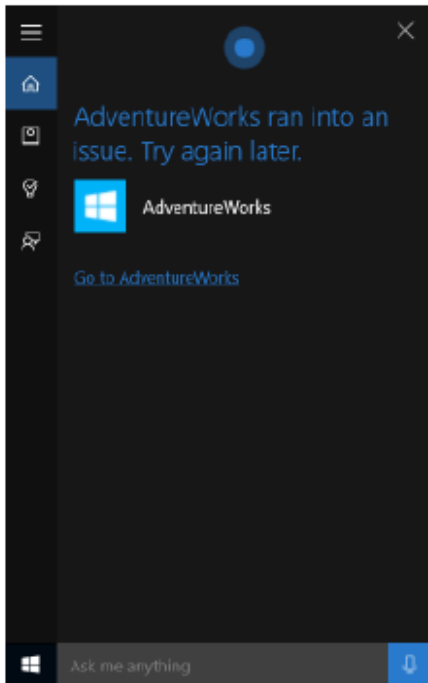 AdventureWorks ran into an
issue. Try again later.
AdventureWorks
Go to AdventureWorks
Ask me anything